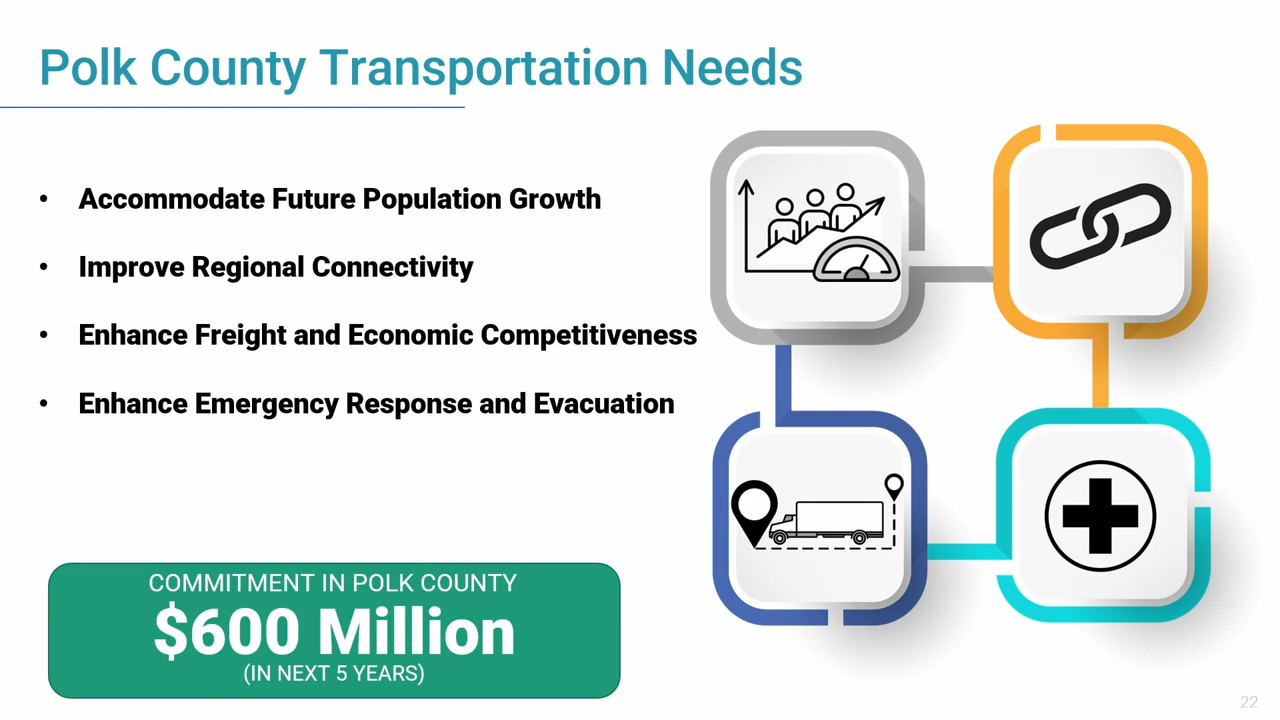 Polk County Transportation Needs
• Accommodate Future Population Growth
• Improve Regional Connectivity
• Enhance Freight and Economic Competitiveness
• Enhance Emergency Response and Evacuation
COMMITMENT IN POLK COUNTY
$600 Million
(IN NEXT 5 YEARS)
22